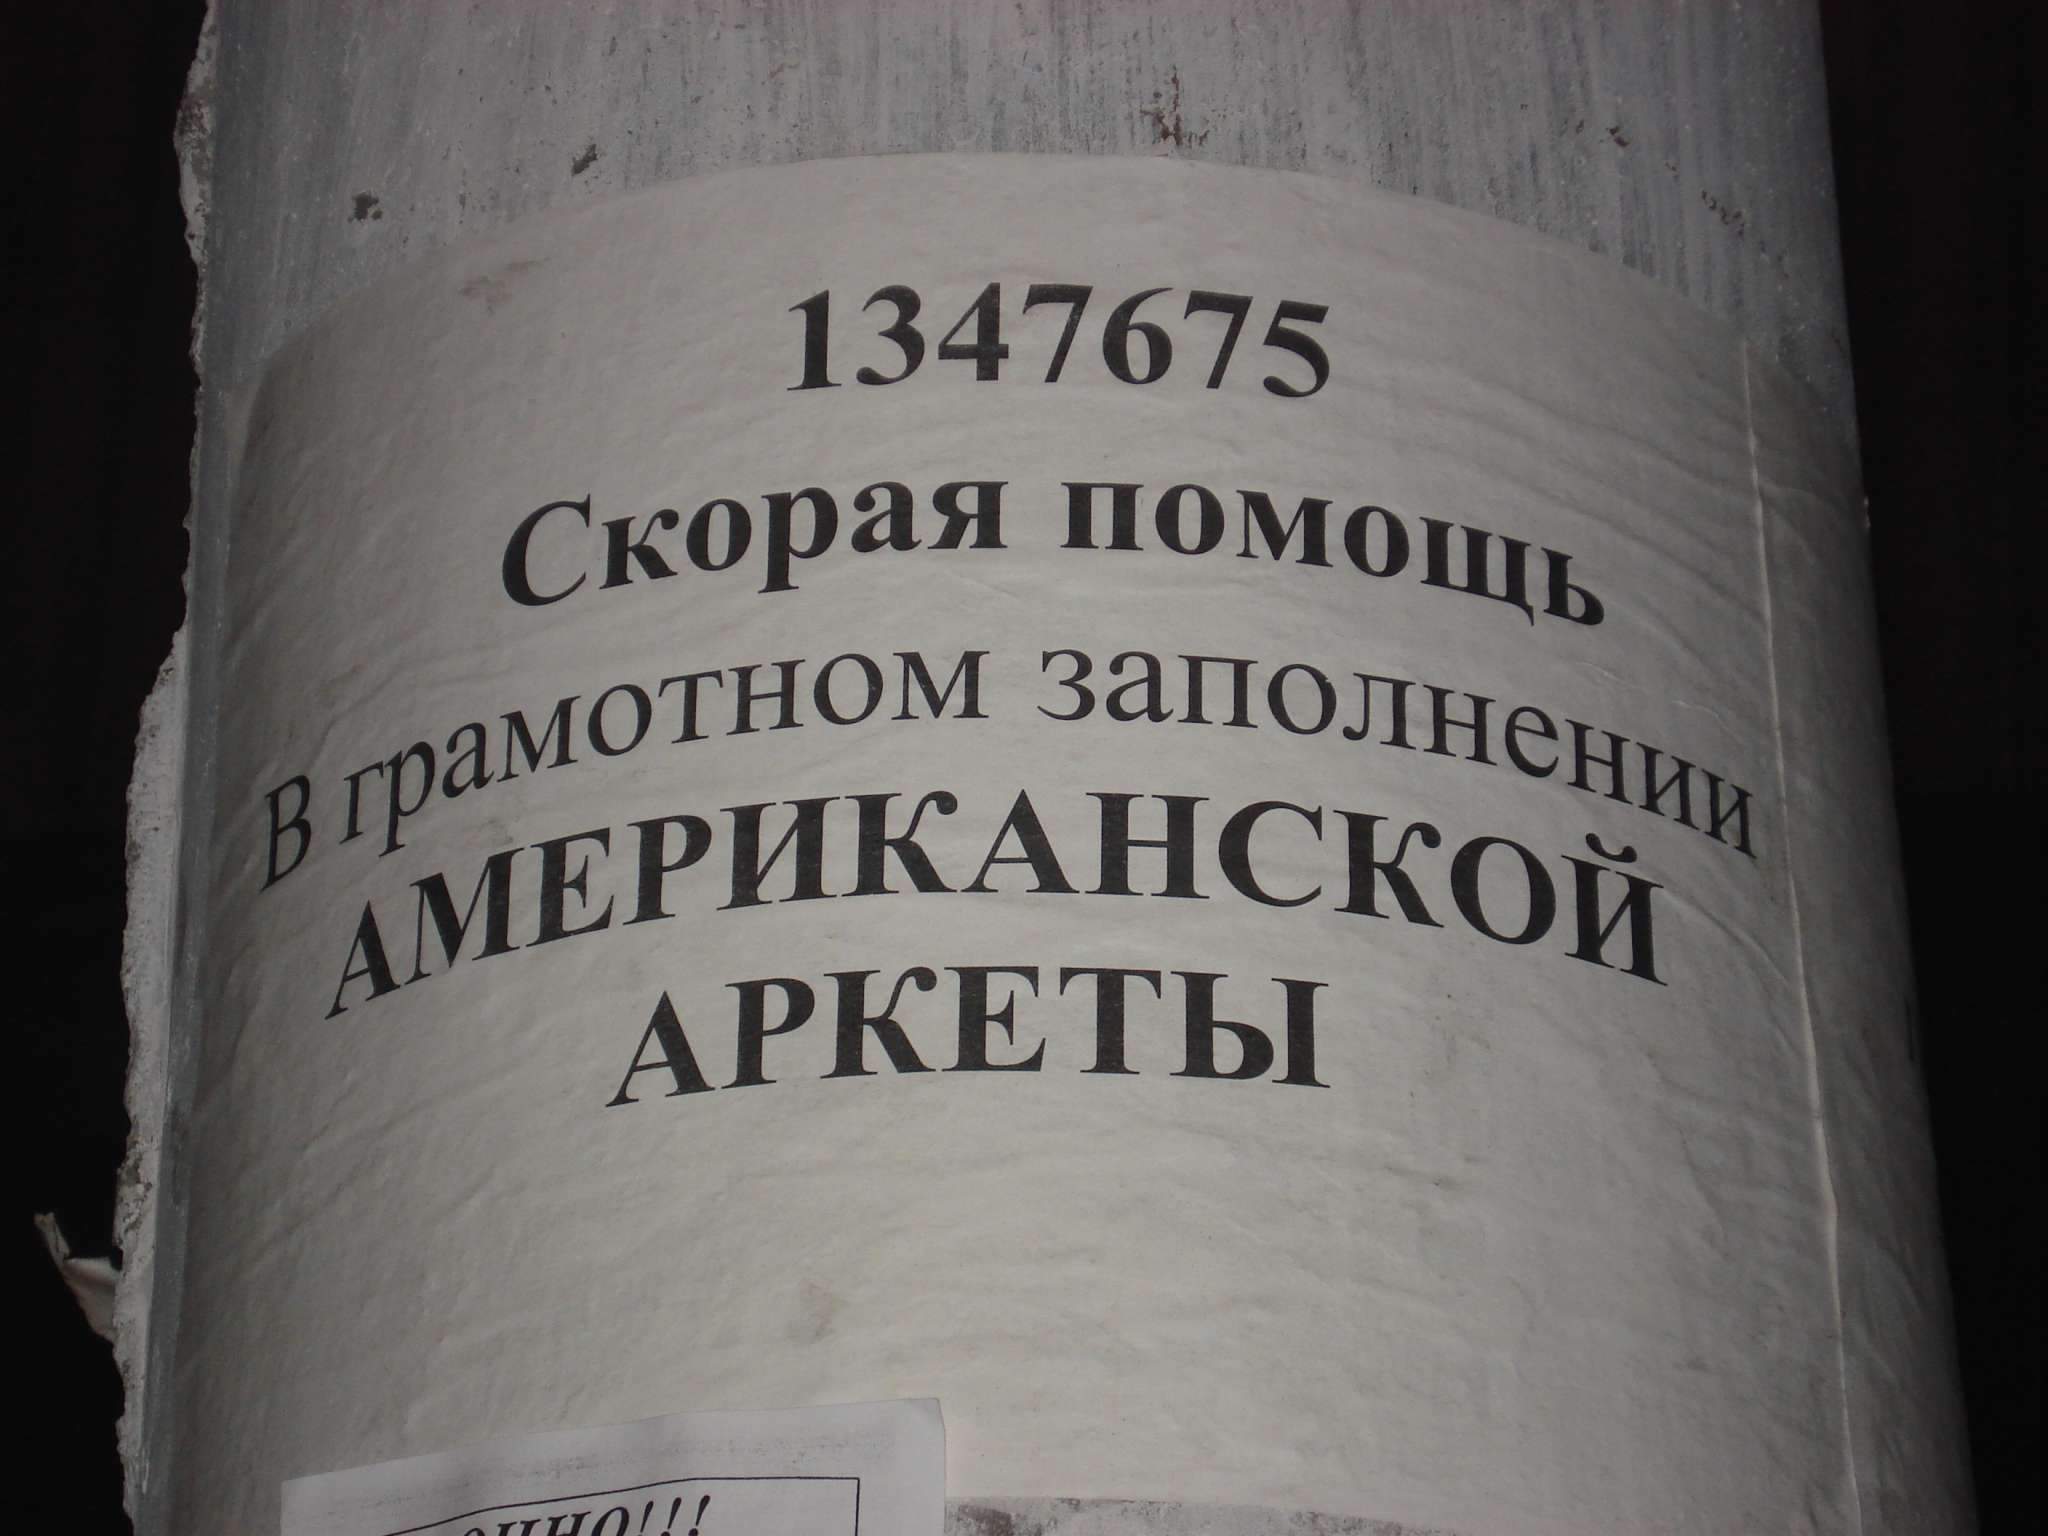 1347675
Скорая помощь
В грамотном заполнении
АМЕРИКАНСКОЙ
АРКЕТЫ